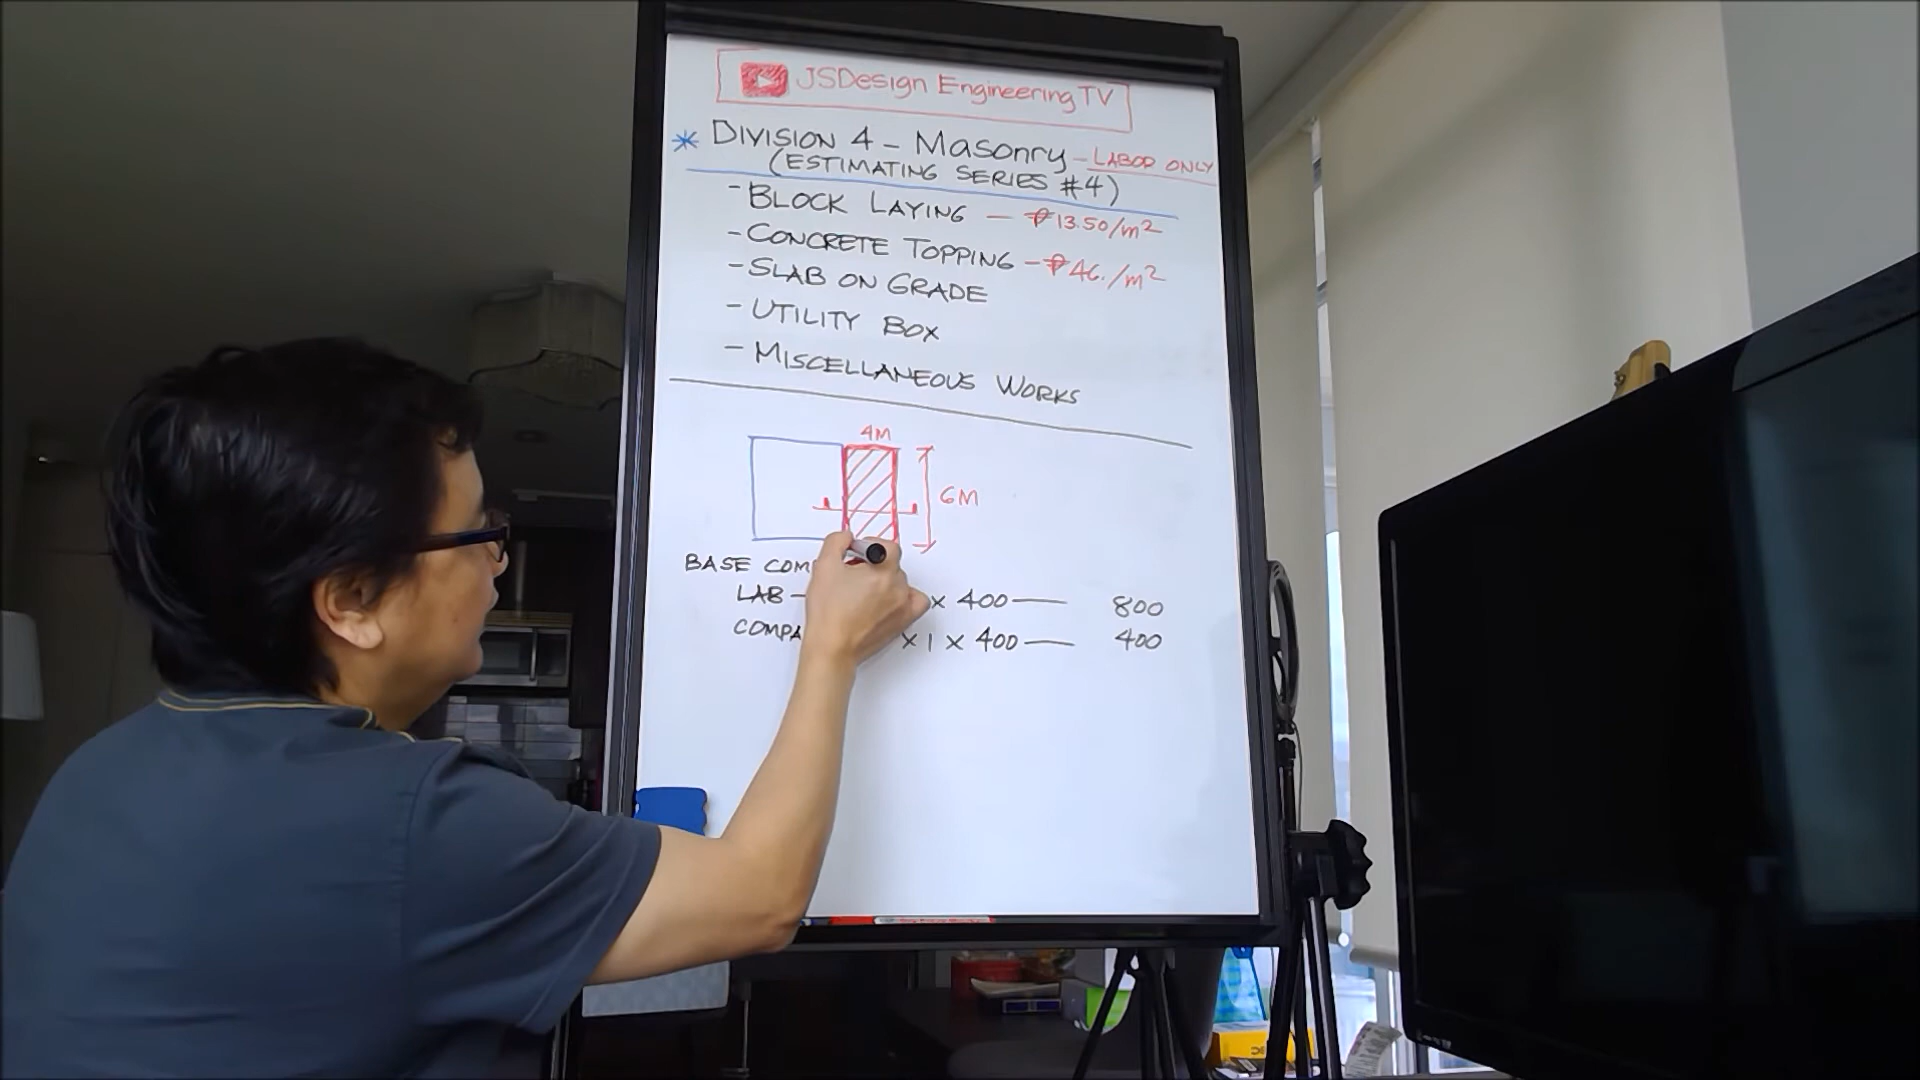 JSDesign Engineering TV
* DIVISION 4 - MASONRY - LABOR ONLY
(ESTIMATING SERIES #4)
- BLOCK LAYING — ₱13.50/m²
- CONCRETE TOPPING - ₱46./m²
- SLAB ON GRADE
- UTILITY BOX
- MISCELLANEOUS WORKS
4M
6M
BASE COM
LAB - x 400 — 800
COMPA x 1 x 400 — 400